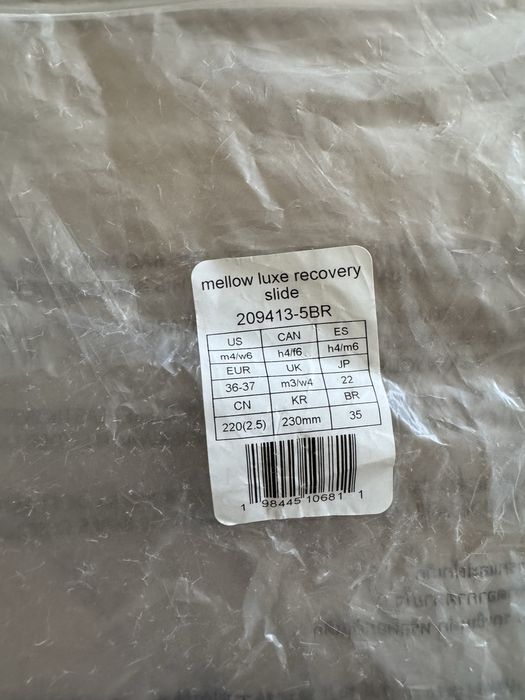 mellow luxe recovery
slide
209413-5BR
US CAN ES
m4/w6 h4/f6 h4/m6
EUR UK JP
36-37 m3/w4 22
CN KR BR
220(2.5) 230mm 35
1 98445 10681 1